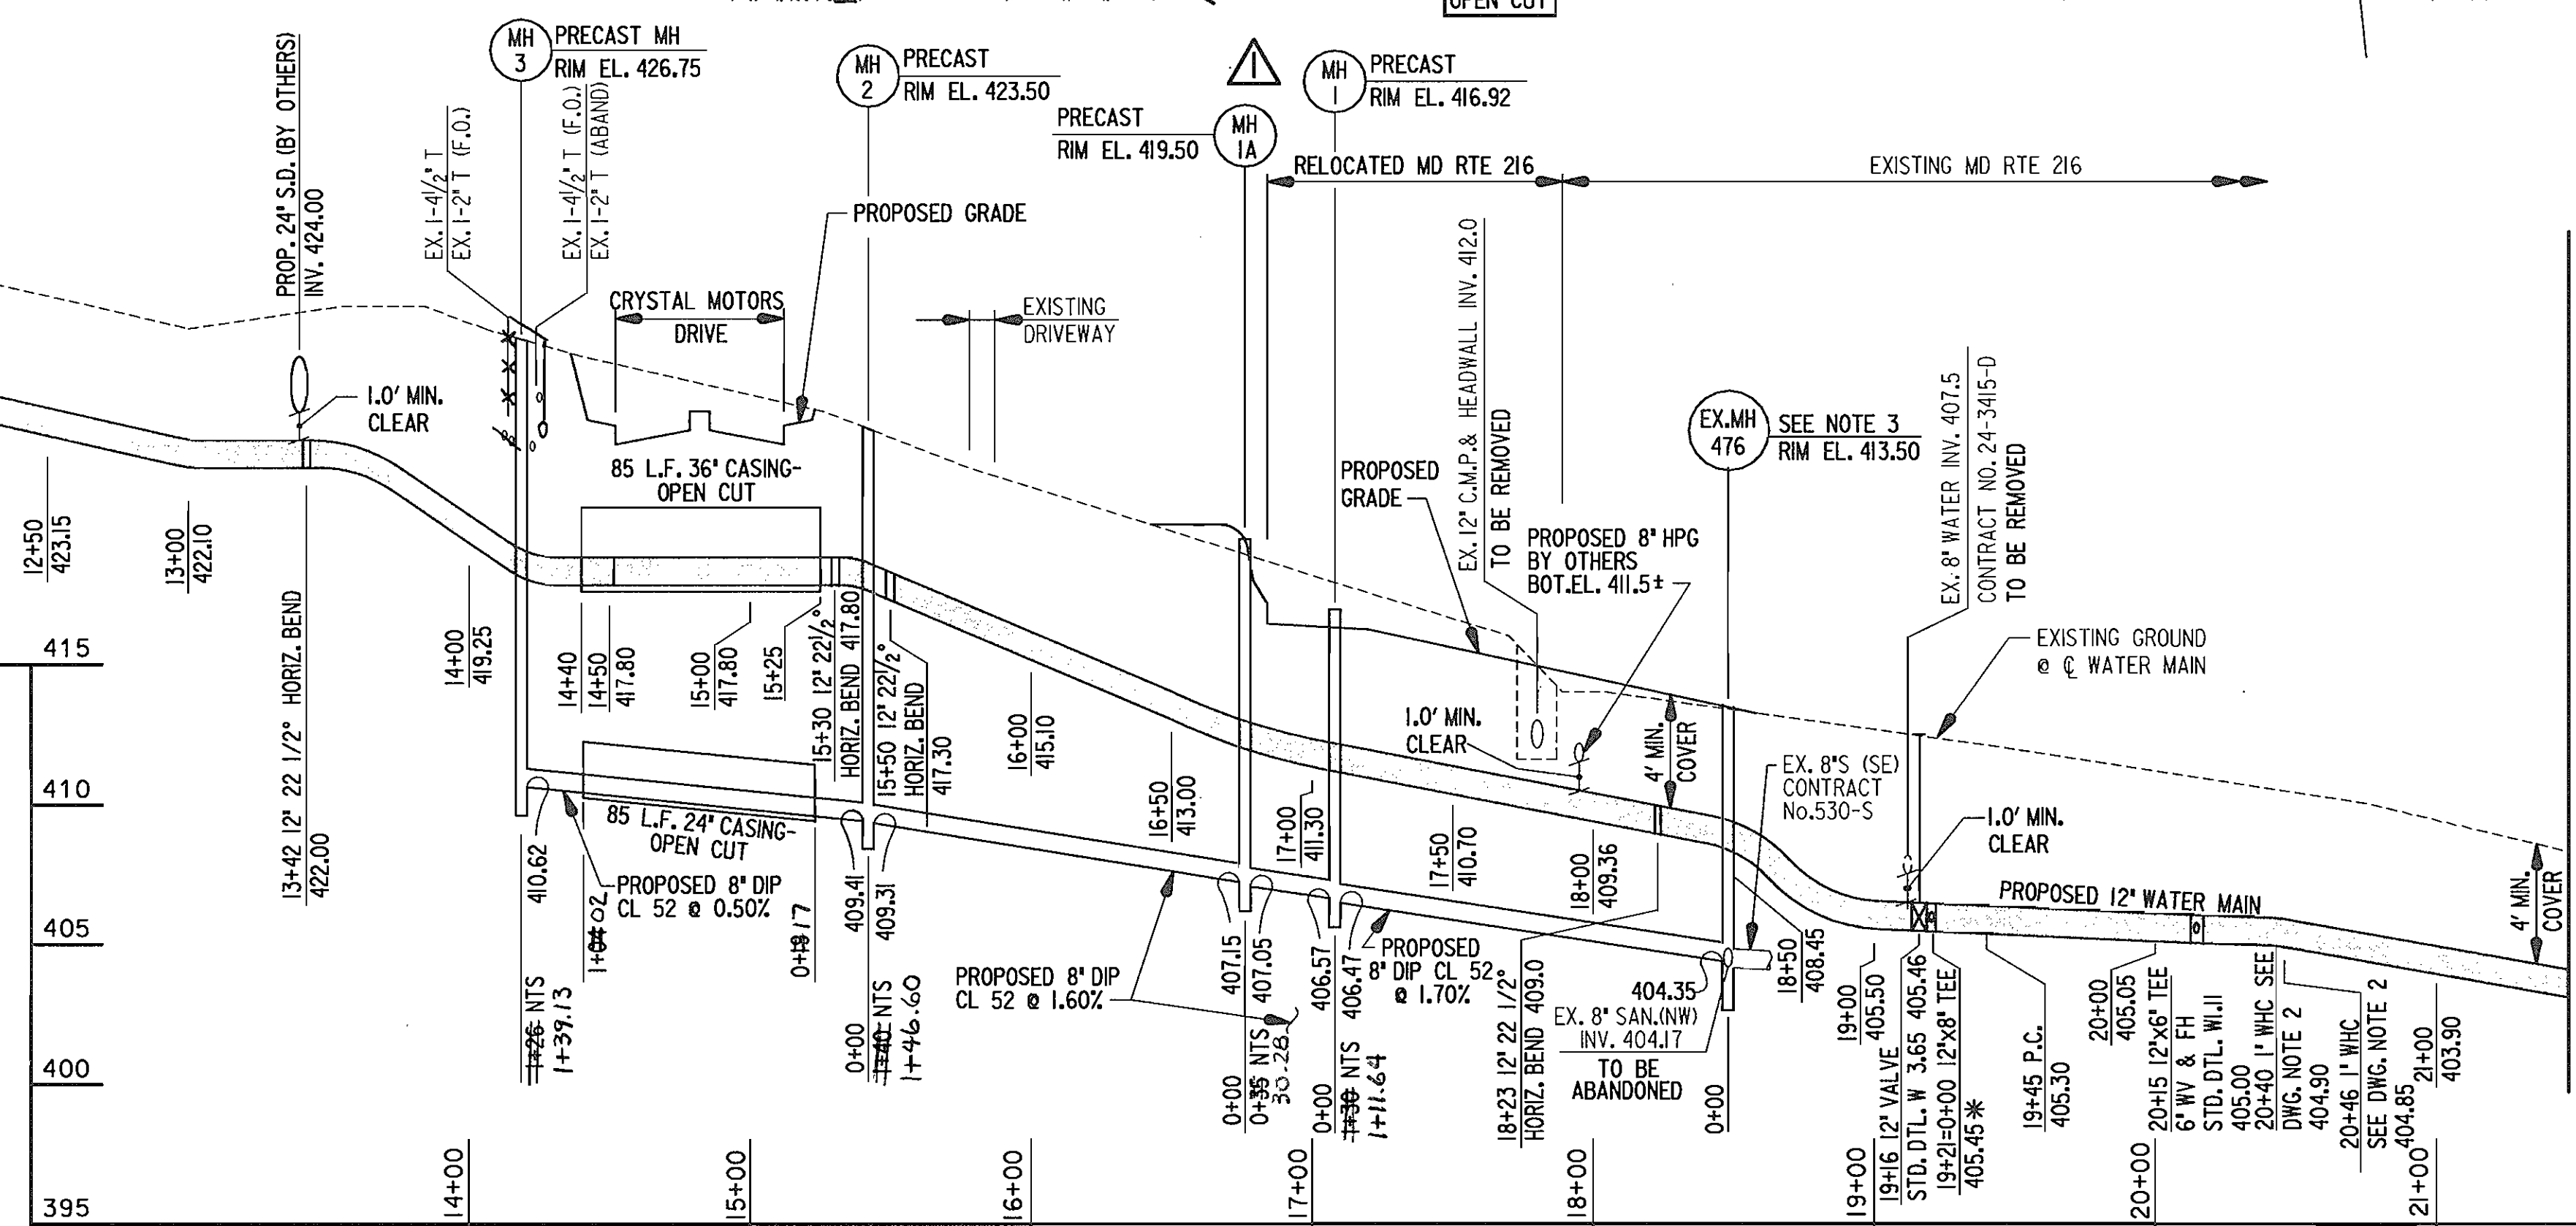 OPEN CUT
MH 3
PRECAST MH
RIM EL. 426.75
MH 2
PRECAST
RIM EL. 423.50
PRECAST
RIM EL. 419.50
MH 1A
1
MH 1
PRECAST
RIM EL. 416.92
RELOCATED MD RTE 216
EXISTING MD RTE 216
PROP. 24" S.D. (BY OTHERS)
INV. 424.00
EX. 1-4 1/2" T
EX. 1-2" T (F.O.)
EX. 1-4 1/2" T (F.O.)
EX. 1-2" T (ABAND)
PROPOSED GRADE
CRYSTAL MOTORS
DRIVE
EXISTING
DRIVEWAY
1.0' MIN.
CLEAR
85 L.F. 36" CASING-
OPEN CUT
PROPOSED
GRADE
EX. 12" C.M.P. & HEADWALL INV. 412.0
TO BE REMOVED
PROPOSED 8" HPG
BY OTHERS
BOT.EL. 411.5±
EX.MH 476
SEE NOTE 3
RIM EL. 413.50
EX. 8" WATER INV. 407.5
CONTRACT NO. 24-3415-D
TO BE REMOVED
EXISTING GROUND
@ ℄ WATER MAIN
12+50
423.15
13+00
422.10
13+42 12" 22 1/2° HORIZ. BEND
422.00
14+00
419.25
14+40
14+50
417.80
15+00
417.80
15+25
15+30 12" 22 1/2°
HORIZ. BEND 417.80
15+50 12" 22 1/2°
HORIZ. BEND
417.30
16+00
415.10
16+50
413.00
17+00
411.30
17+50
410.70
18+00
409.36
18+23 12" 22 1/2°
HORIZ. BEND 409.0
1.0' MIN.
CLEAR
4' MIN.
COVER
EX. 8"S (SE)
CONTRACT
No.530-S
18+50
408.45
1.0' MIN.
CLEAR
PROPOSED 12" WATER MAIN
4' MIN.
COVER
415
410
405
400
395
410.62
85 L.F. 24" CASING-
OPEN CUT
PROPOSED 8" DIP
CL 52 @ 0.50%
1+04 02
0+19 17
409.41
409.31
1+26 NTS
1+39.13
0+00
1+40 NTS
1+46.60
PROPOSED 8" DIP
CL 52 @ 1.60%
407.15
407.05
0+00
0+35 NTS
30.28
406.57
406.47
0+00
1+30 NTS
1+11.64
PROPOSED
8" DIP CL 52
@ 1.70%
404.35
EX. 8" SAN.(NW)
INV. 404.17
TO BE
ABANDONED
0+00
19+00
405.50
19+16 12" VALVE
STD. DTL. W 3.65 405.46
19+21=0+00 12"x8" TEE
405.45*
19+45 P.C.
405.30
20+00
405.05
20+15 12"x6" TEE
6" WV & FH
STD. DTL. W1.11
405.00
20+40 1" WHC SEE
DWG. NOTE 2
404.90
20+46 1" WHC
SEE DWG. NOTE 2
404.85
21+00
403.90
14+00
15+00
16+00
17+00
18+00
19+00
20+00
21+00